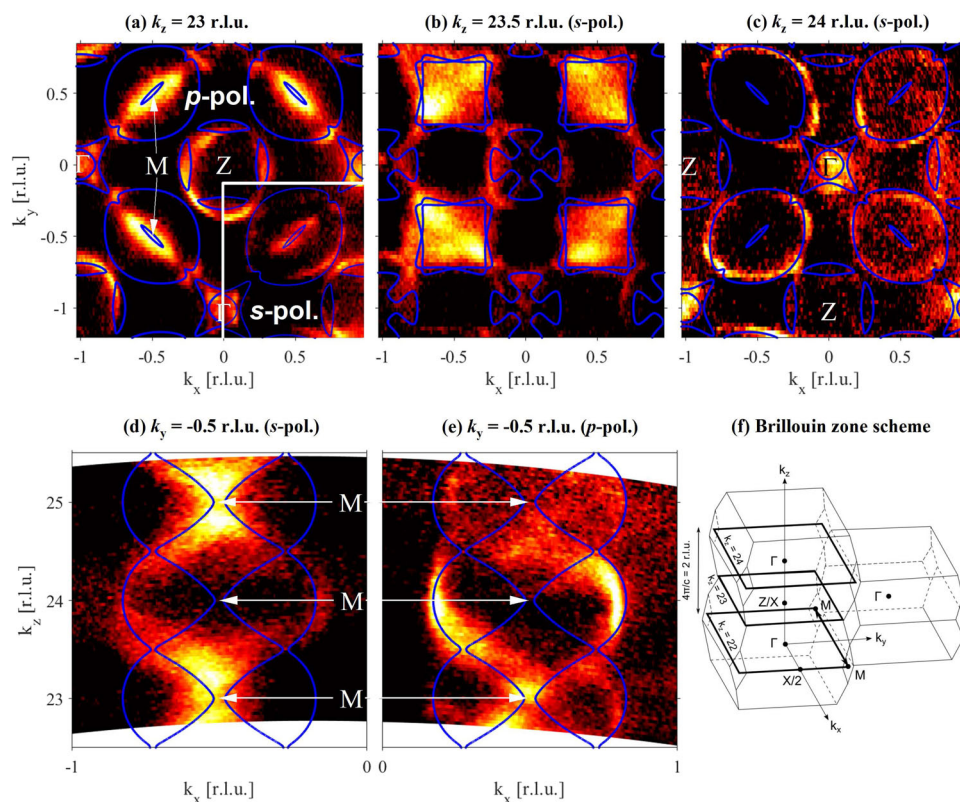 (a) k_z = 23 r.l.u.
(b) k_z = 23.5 r.l.u. (s-pol.)
(c) k_z = 24 r.l.u (s-pol.)
p-pol.
Γ
M
Z
s-pol.
Γ
0.5
0
-0.5
-1
k_y [r.l.u.]
-1
-0.5
0
0.5
k_x [r.l.u.]
-1
-0.5
0
0.5
k_x [r.l.u.]
Z
Γ
Z
-1
-0.5
0
0.5
k_x [r.l.u.]
(d) k_y = -0.5 r.l.u. (s-pol.)
(e) k_y = -0.5 r.l.u. (p-pol.)
(f) Brillouin zone scheme
25
24
23
k_z [r.l.u.]
M
M
M
-1
0
k_x [r.l.u.]
0
1
k_x [r.l.u.]
k_z
4π/c = 2 r.l.u.
k_z = 24
k_z = 23
k_z = 22
Γ
Z/X
M
Γ
Γ
k_y
X/2
M
k_x